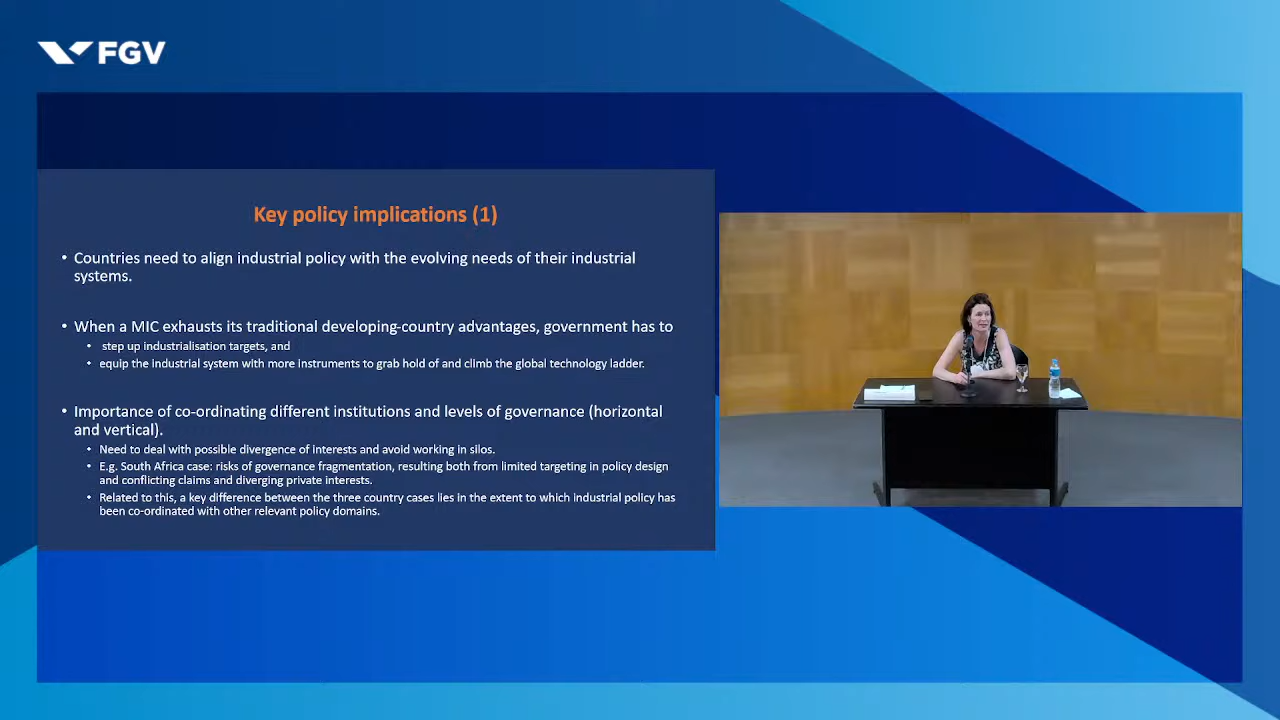 FGV
Key policy implications (1)
• Countries need to align industrial policy with the evolving needs of their industrial
systems.
• When a MIC exhausts its traditional developing-country advantages, government has to
• step up industrialisation targets, and
• equip the industrial system with more instruments to grab hold of and climb the global technology ladder.
• Importance of co-ordinating different institutions and levels of governance (horizontal
and vertical).
• Need to deal with possible divergence of interests and avoid working in silos.
• E.g. South Africa case: risks of governance fragmentation, resulting both from limited targeting in policy design
and conflicting claims and diverging private interests.
• Related to this, a key difference between the three country cases lies in the extent to which industrial policy has
been co-ordinated with other relevant policy domains.